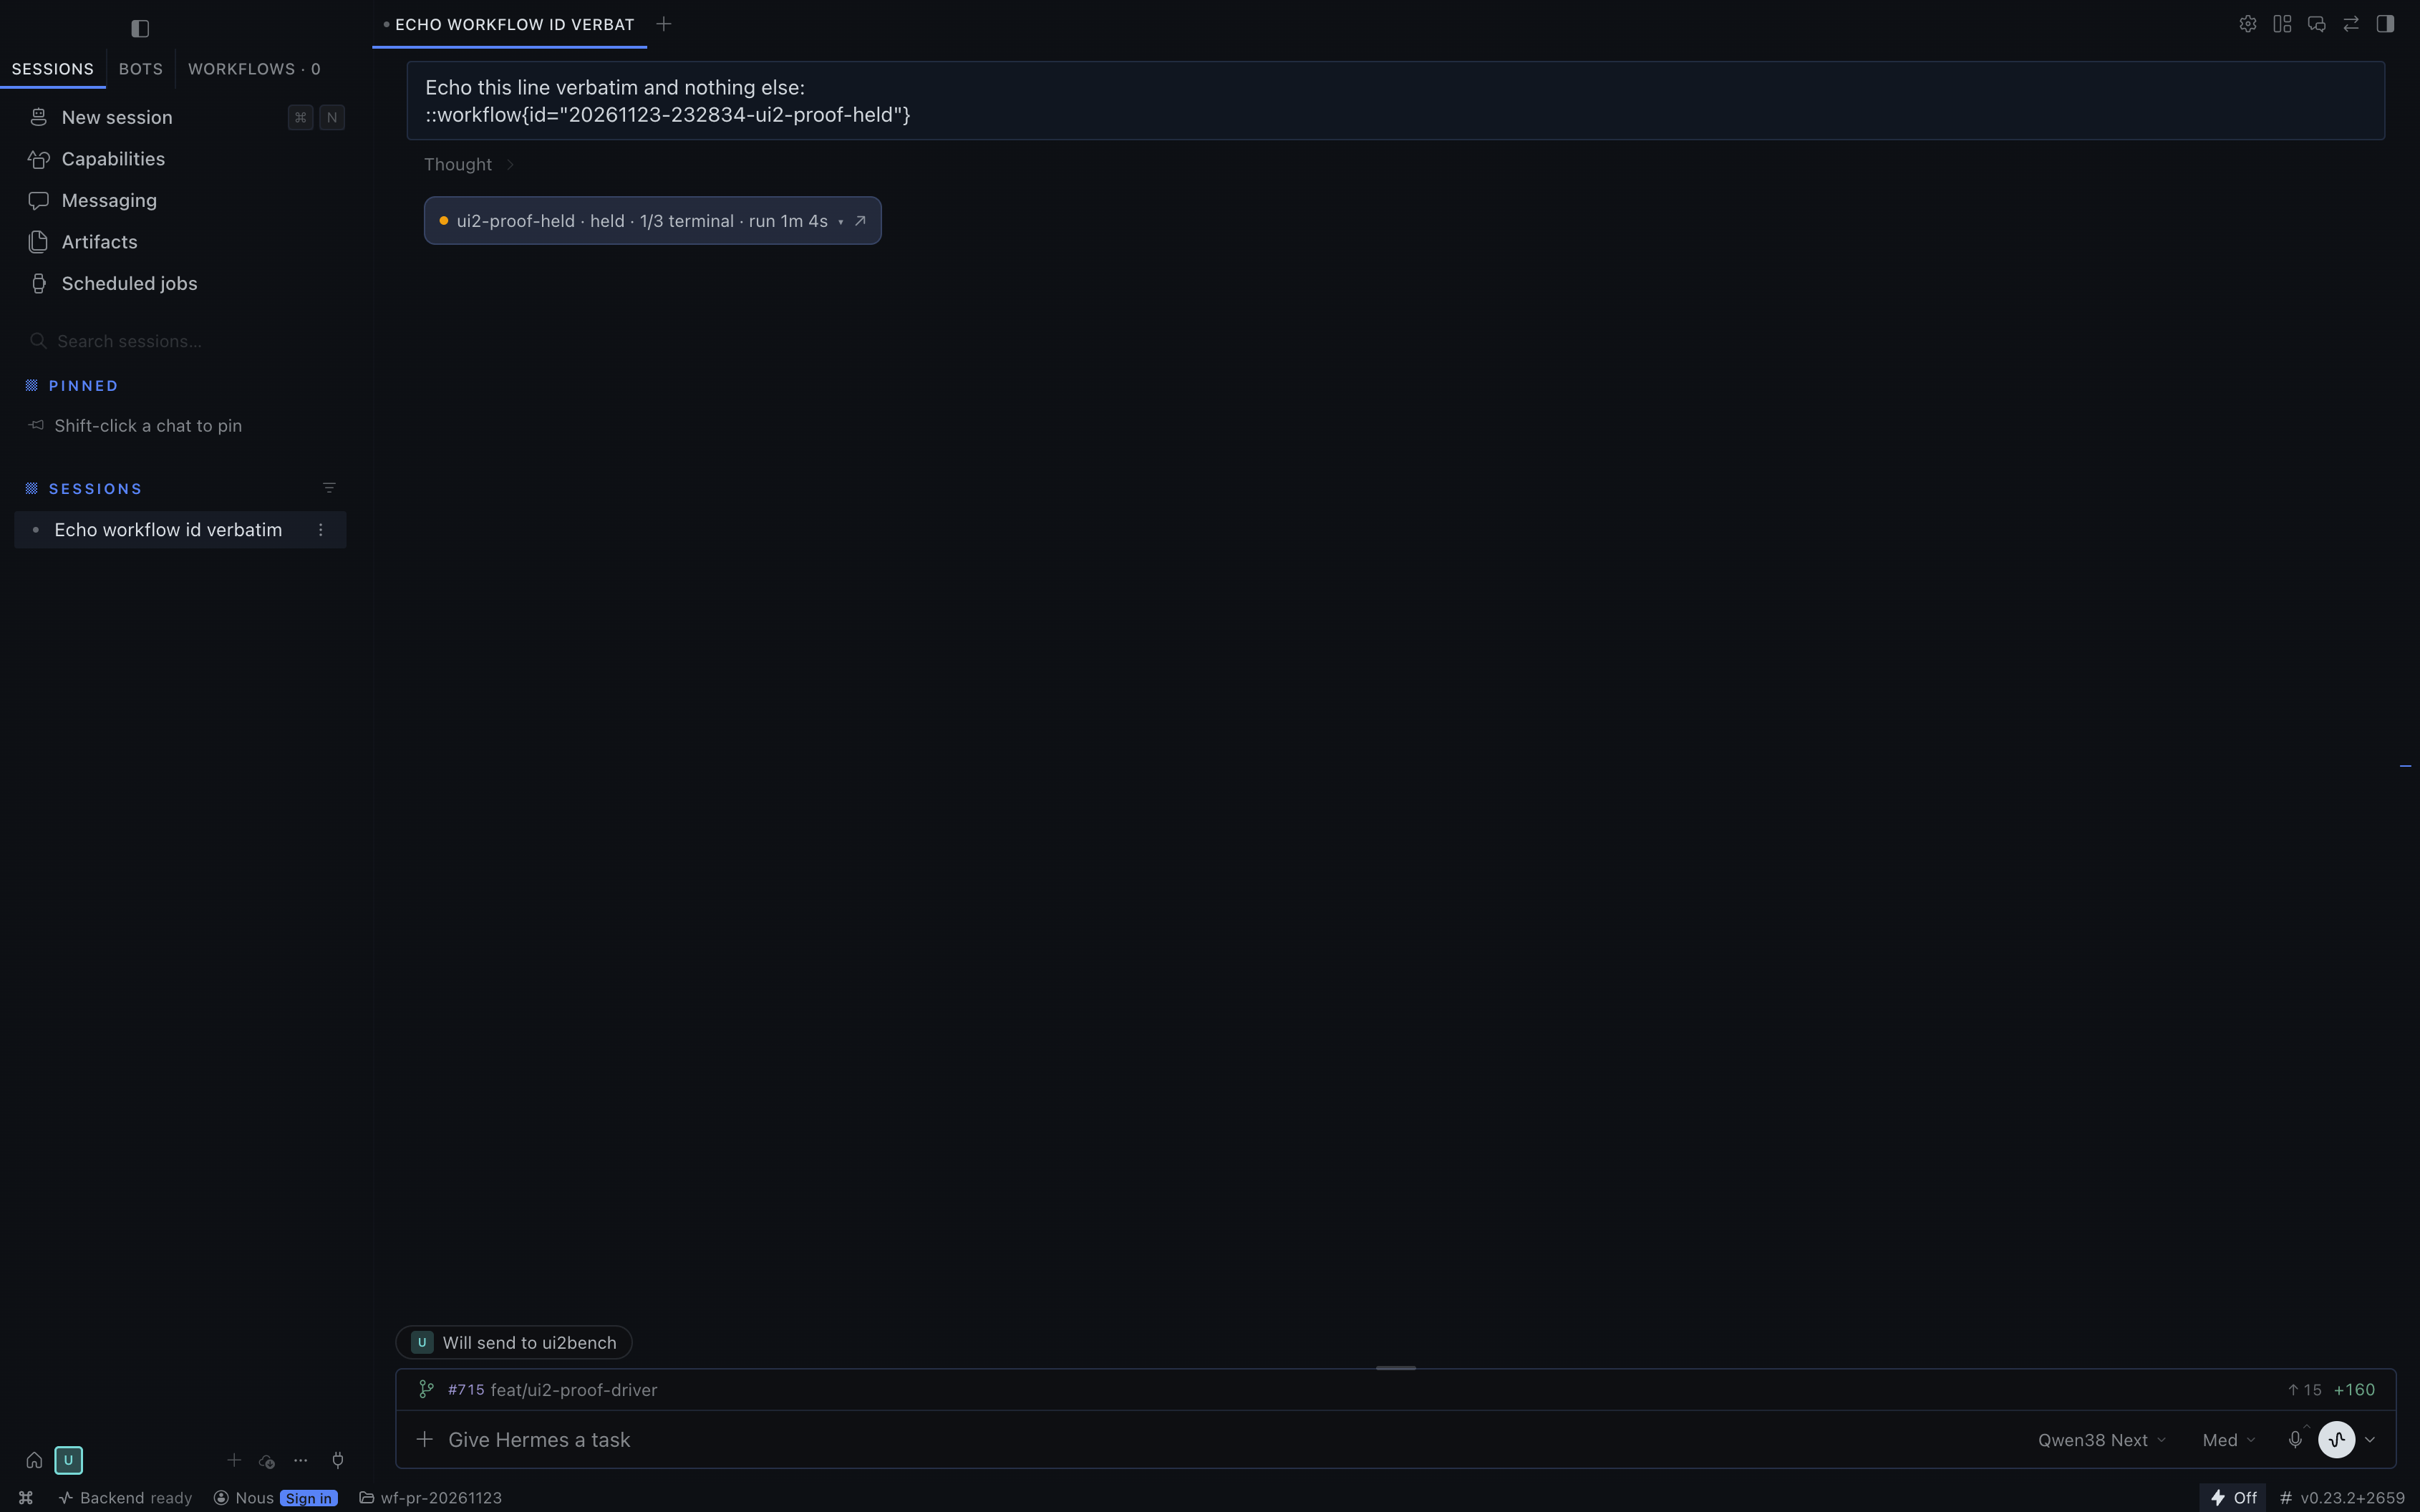 ECHO WORKFLOW ID VERBAT
SESSIONS
BOTS
WORKFLOWS · 0
New session ⌘ N
Capabilities
Messaging
Artifacts
Scheduled jobs
Search sessions...
PINNED
Shift-click a chat to pin
SESSIONS
Echo workflow id verbatim
Echo this line verbatim and nothing else:
::workflow{id="20261123-232834-ui2-proof-held"}
Thought
ui2-proof-held · held · 1/3 terminal · run 1m 4s
U Will send to ui2bench
#715 feat/ui2-proof-driver ↑15 +160
Give Hermes a task
Qwen38 Next
Med
U
⌘ Backend ready
Nous Sign in
wf-pr-20261123
Off
# v0.23.2+2659